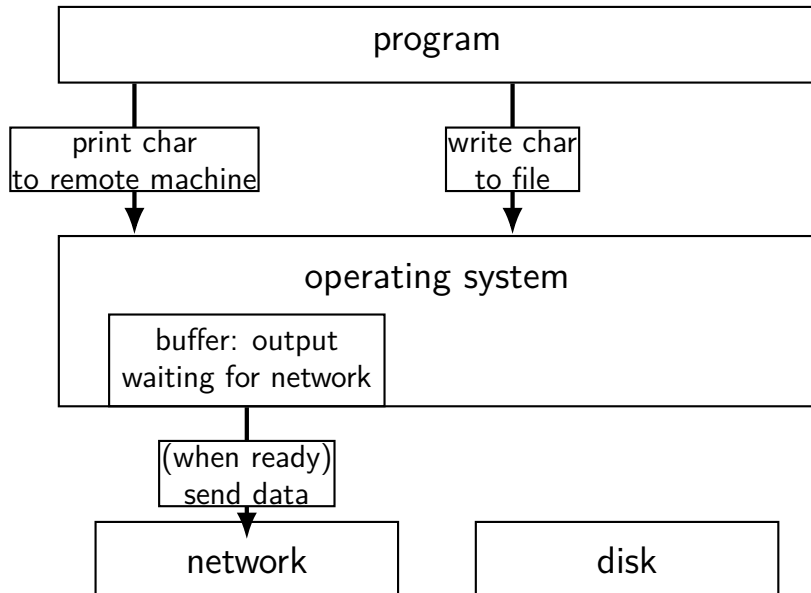 program
print char
to remote machine
write char
to file
operating system
buffer: output
waiting for network
(when ready)
send data
network
disk